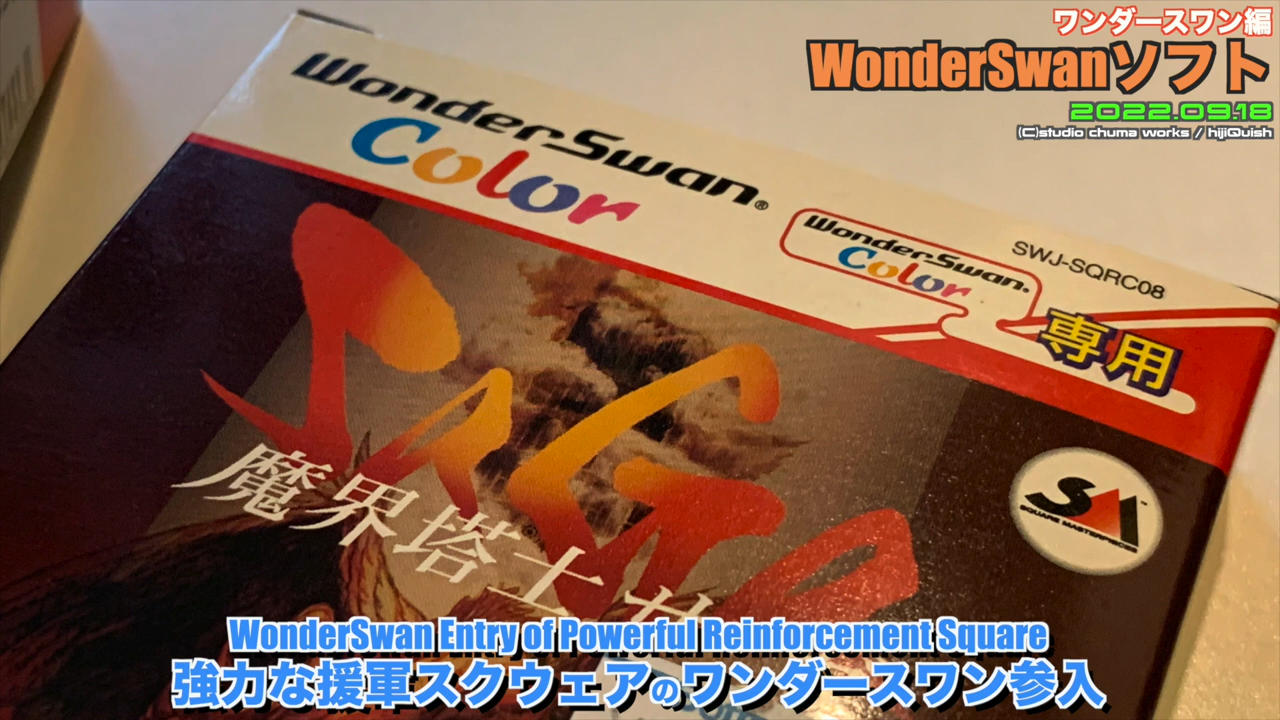 ワンダースワン編
WonderSwanソフト
2022.09.18
(C)studio chuma works / hijiQuish
WonderSwan®
Color
WonderSwan
Color
SWJ-SQRC08
専用
SaGa
魔界塔士
SM™
SQUARE MASTERPIECES
WonderSwan Entry of Powerful Reinforcement Square
強力な援軍スクウェアのワンダースワン参入